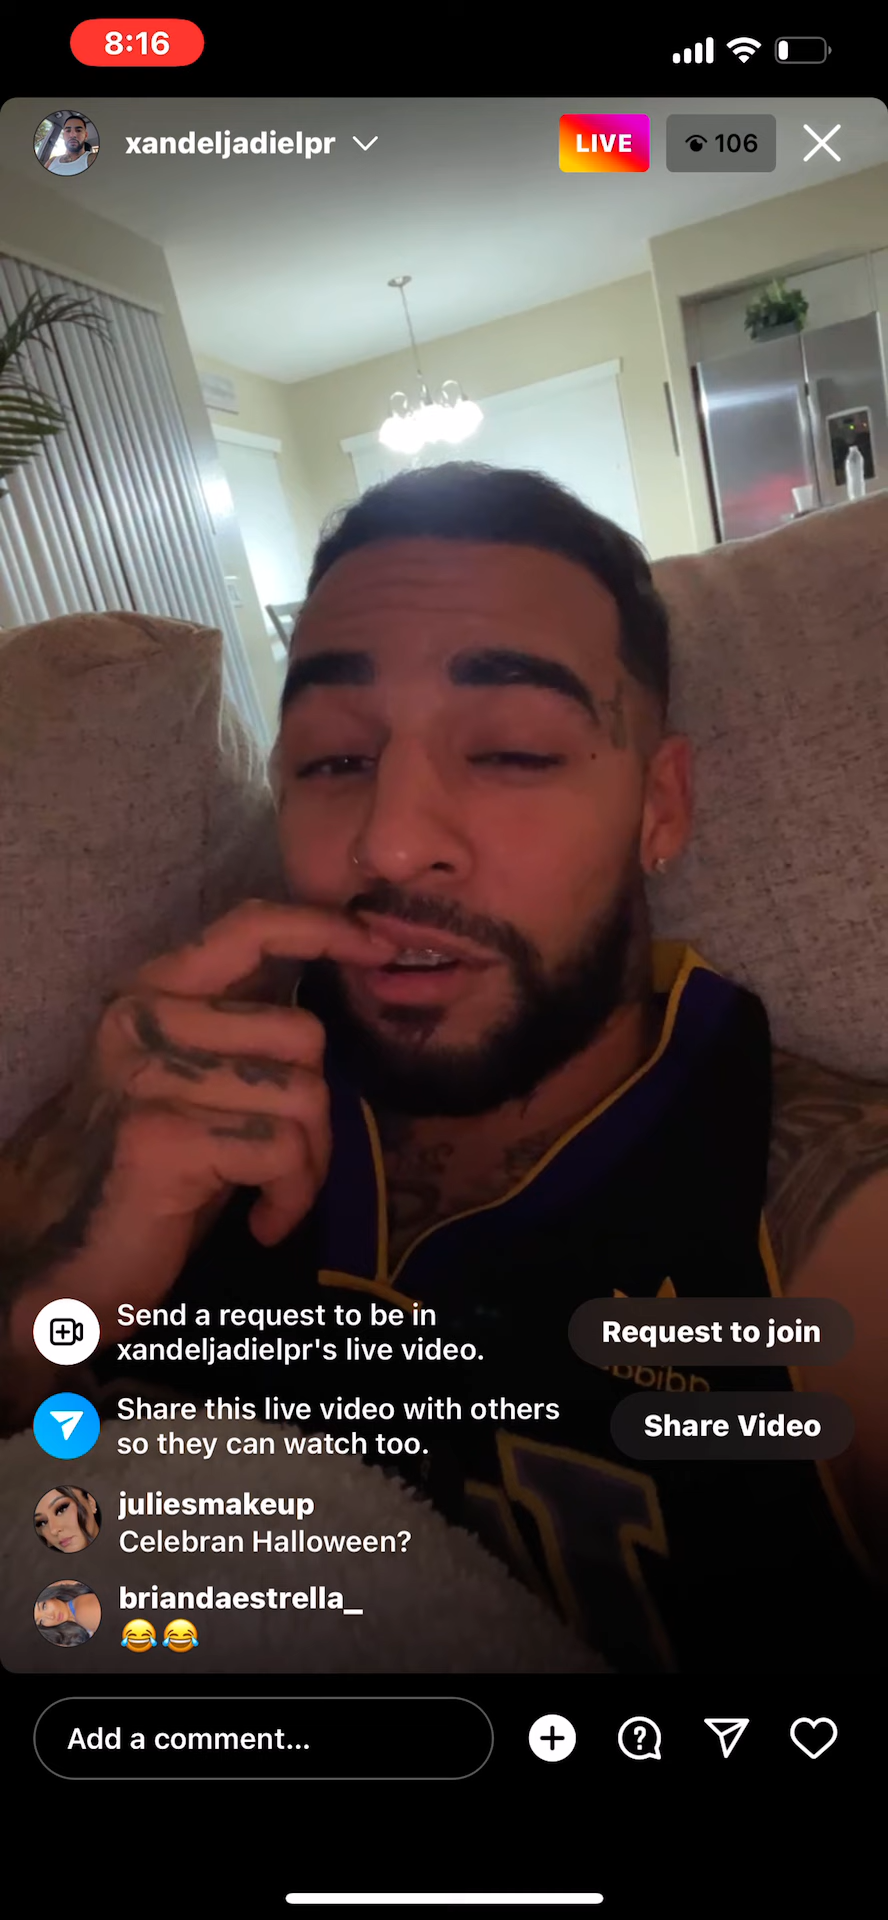 8:16
xandeljadielpr
LIVE
106
Send a request to be in
xandeljadielpr's live video.
Request to join
Share this live video with others
so they can watch too.
Share Video
juliesmakeup
Celebran Halloween?
briandaestrella_
😂😂
Add a comment...